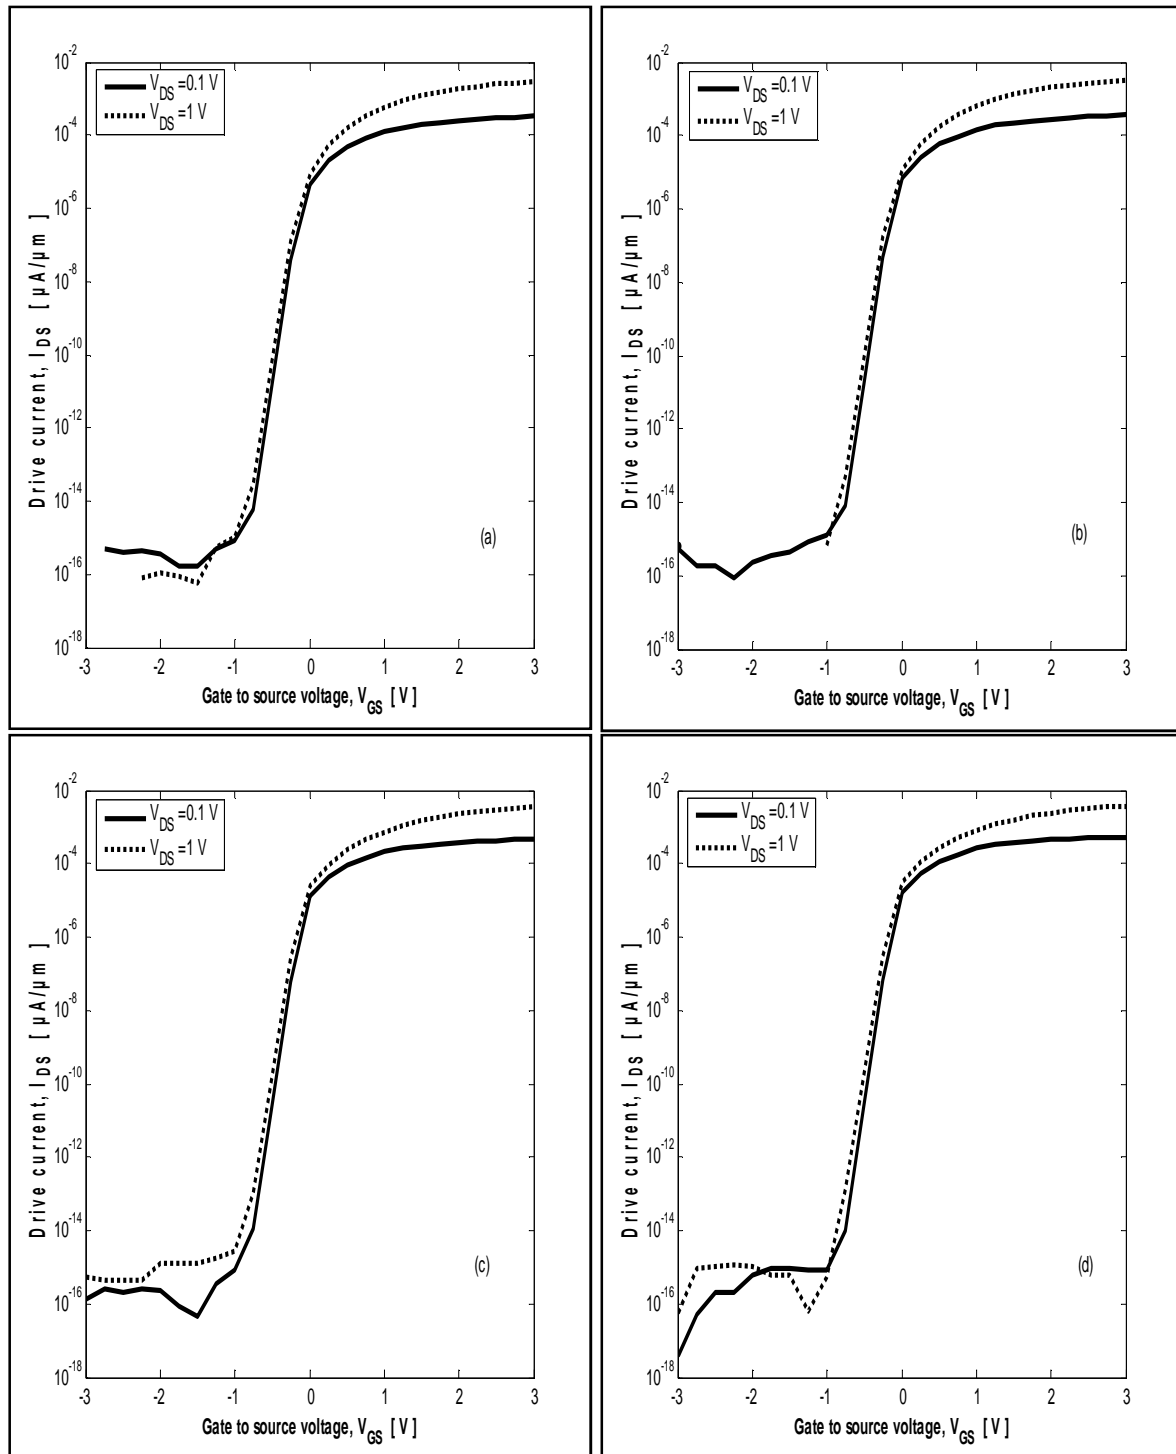 10^-2
10^-4
10^-6
10^-8
10^-10
10^-12
10^-14
10^-16
10^-18
Drive current, I_DS [ µA/µm ]
V_DS =0.1 V
V_DS =1 V
(a)
-3 -2 -1 0 1 2 3
Gate to source voltage, V_GS [ V ]
10^-2
10^-4
10^-6
10^-8
10^-10
10^-12
10^-14
10^-16
10^-18
Drive current, I_DS [ µA/µm ]
V_DS =0.1 V
V_DS =1 V
(b)
-3 -2 -1 0 1 2 3
Gate to source voltage, V_GS [ V ]
10^-2
10^-4
10^-6
10^-8
10^-10
10^-12
10^-14
10^-16
10^-18
Drive current, I_DS [ µA/µm ]
V_DS =0.1 V
V_DS =1 V
(c)
-3 -2 -1 0 1 2 3
Gate to source voltage, V_GS [ V ]
10^-2
10^-4
10^-6
10^-8
10^-10
10^-12
10^-14
10^-16
10^-18
Drive current, I_DS [ µA/µm ]
V_DS =0.1 V
V_DS =1 V
(d)
-3 -2 -1 0 1 2 3
Gate to source voltage, V_GS [ V ]